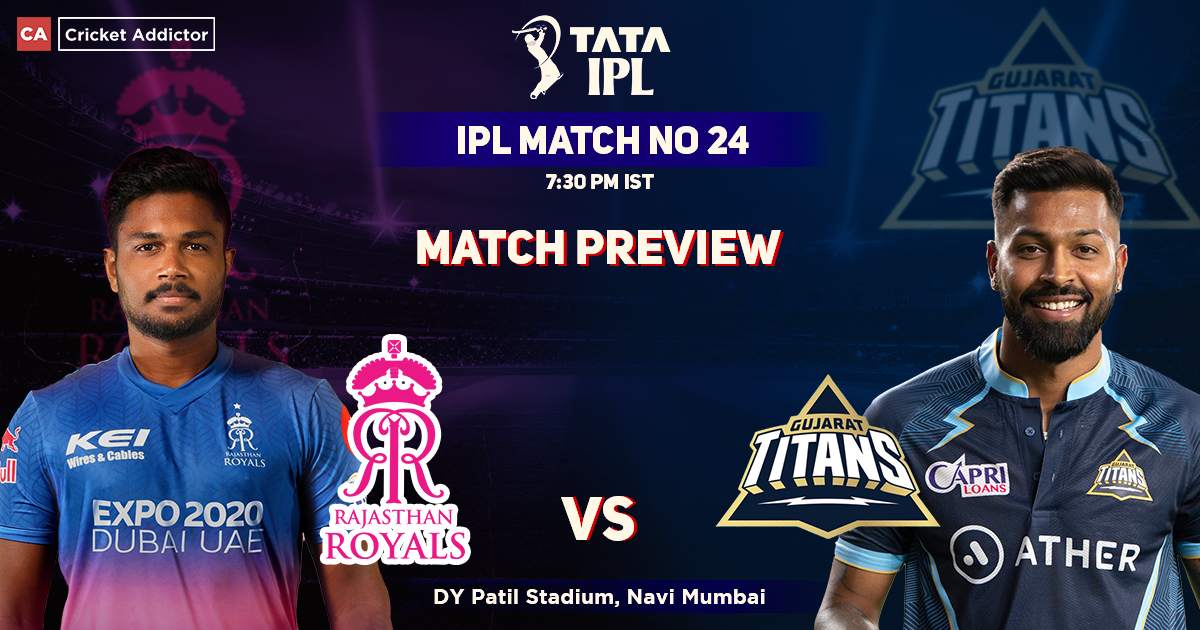 CA Cricket Addictor
TATA
IPL
IPL MATCH NO 24
7:30 PM IST
MATCH PREVIEW
GUJARAT
TITANS
RAJASTHAN
ROYALS
KEI
Wires & Cables
RAJASTHAN
ROYALS
EXPO 2020
DUBAI UAE
RAJASTHAN
ROYALS
VS
GUJARAT
TITANS
CAPRI
LOANS
GUJARAT
TITANS
ATHER
DY Patil Stadium, Navi Mumbai